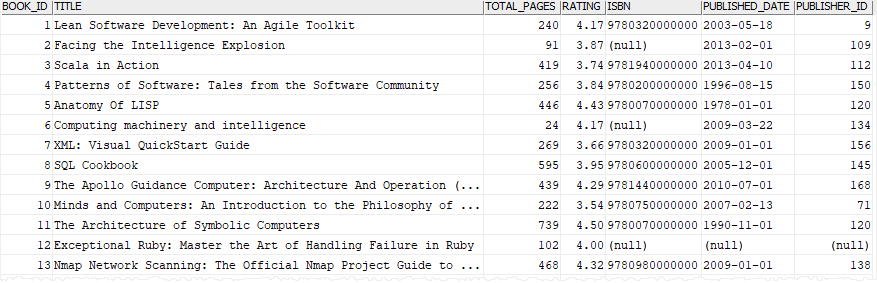 BOOK_ID TITLE TOTAL_PAGES RATING ISBN PUBLISHED_DATE PUBLISHER_ID
1 Lean Software Development: An Agile Toolkit 240 4.17 9780320000000 2003-05-18 9
2 Facing the Intelligence Explosion 91 3.87 (null) 2013-02-01 109
3 Scala in Action 419 3.74 9781940000000 2013-04-10 112
4 Patterns of Software: Tales from the Software Community 256 3.84 9780200000000 1996-08-15 150
5 Anatomy Of LISP 446 4.43 9780070000000 1978-01-01 120
6 Computing machinery and intelligence 24 4.17 (null) 2009-03-22 134
7 XML: Visual QuickStart Guide 269 3.66 9780320000000 2009-01-01 156
8 SQL Cookbook 595 3.95 9780600000000 2005-12-01 145
9 The Apollo Guidance Computer: Architecture And Operation (... 439 4.29 9781440000000 2010-07-01 168
10 Minds and Computers: An Introduction to the Philosophy of ... 222 3.54 9780750000000 2007-02-13 71
11 The Architecture of Symbolic Computers 739 4.50 9780070000000 1990-11-01 120
12 Exceptional Ruby: Master the Art of Handling Failure in Ruby 102 4.00 (null) (null) (null)
13 Nmap Network Scanning: The Official Nmap Project Guide to ... 468 4.32 9780980000000 2009-01-01 138